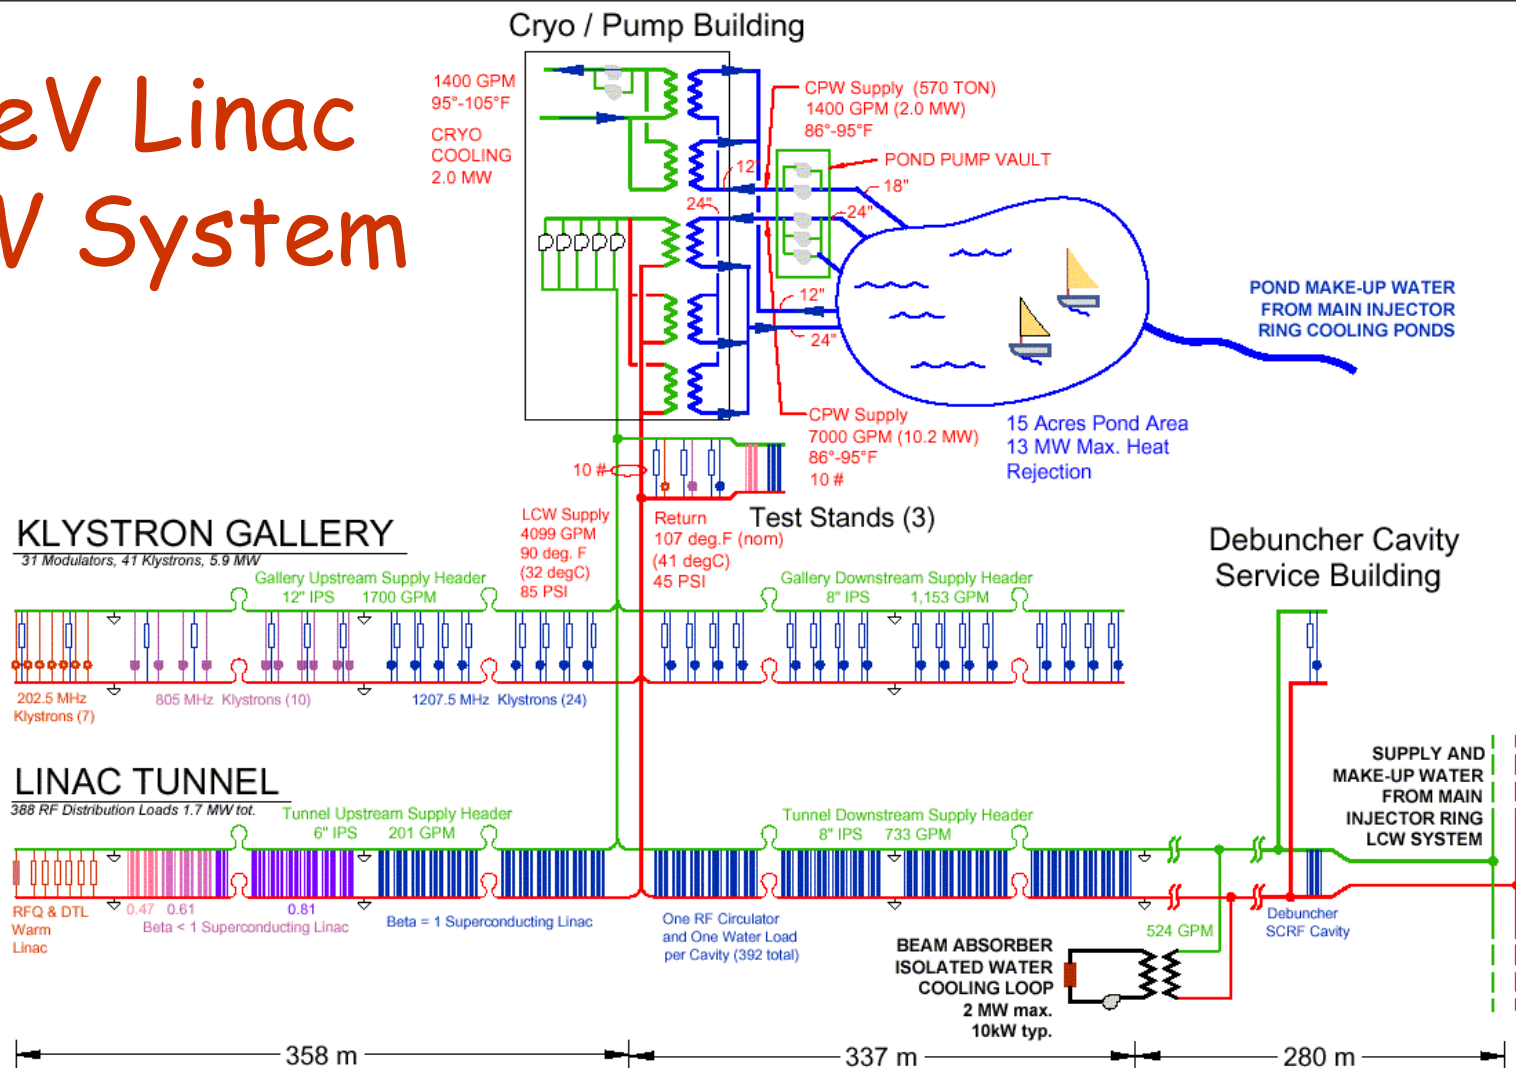 Cryo / Pump Building
eV Linac
V System
1400 GPM
95°-105°F
CRYO
COOLING
2.0 MW
CPW Supply (570 TON)
1400 GPM (2.0 MW)
86°-95°F
POND PUMP VAULT
12"
18"
24"
24"
12"
24"
POND MAKE-UP WATER
FROM MAIN INJECTOR
RING COOLING PONDS
CPW Supply
7000 GPM (10.2 MW)
86°-95°F
10 #
15 Acres Pond Area
13 MW Max. Heat
Rejection
10 #
LCW Supply
4099 GPM
90 deg. F
(32 degC)
85 PSI
Return
107 deg.F (nom)
(41 degC)
45 PSI
Test Stands (3)
KLYSTRON GALLERY
31 Modulators, 41 Klystrons, 5.9 MW
Gallery Upstream Supply Header
12" IPS 1700 GPM
Gallery Downstream Supply Header
8" IPS 1,153 GPM
Debuncher Cavity
Service Building
202.5 MHz
Klystrons (7)
805 MHz Klystrons (10)
1207.5 MHz Klystrons (24)
LINAC TUNNEL
388 RF Distribution Loads 1.7 MW tot.
Tunnel Upstream Supply Header
6" IPS 201 GPM
Tunnel Downstream Supply Header
8" IPS 733 GPM
SUPPLY AND
MAKE-UP WATER
FROM MAIN
INJECTOR RING
LCW SYSTEM
RFQ & DTL
Warm
Linac
0.47 0.61
0.81
Beta < 1 Superconducting Linac
Beta = 1 Superconducting Linac
One RF Circulator
and One Water Load
per Cavity (392 total)
524 GPM
Debuncher
SCRF Cavity
BEAM ABSORBER
ISOLATED WATER
COOLING LOOP
2 MW max.
10kW typ.
358 m
337 m
280 m